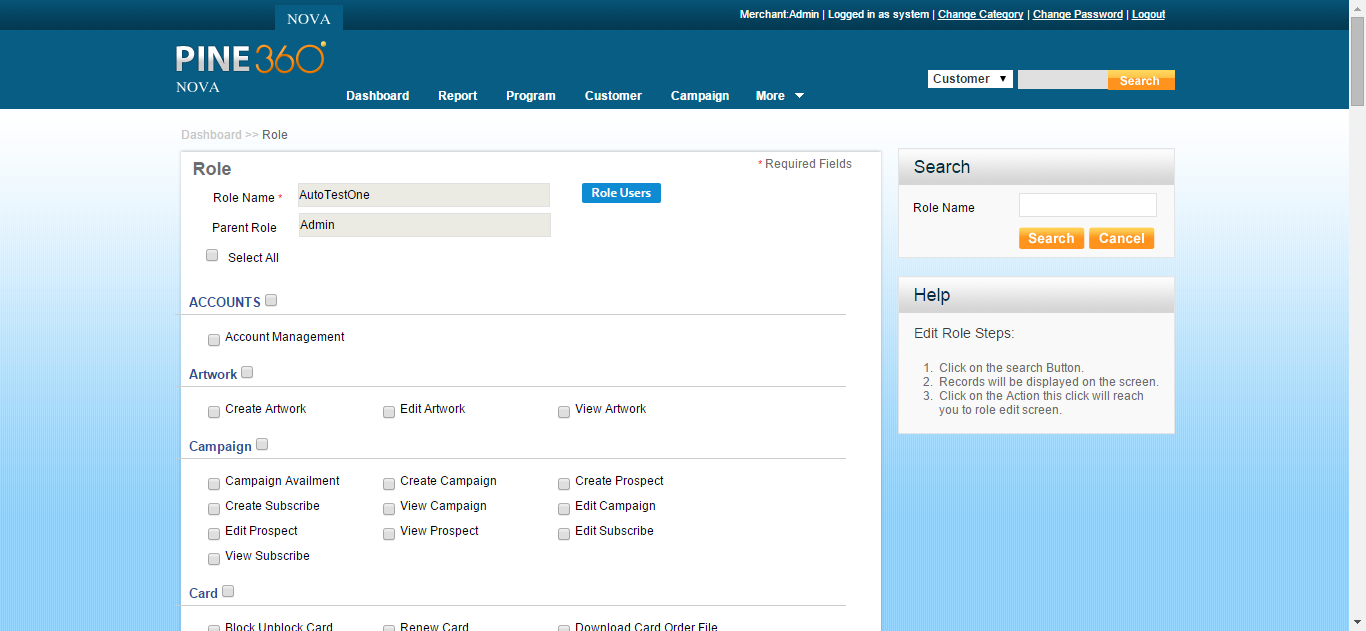 NOVA
Merchant:Admin | Logged in as system | Change Category | Change Password | Logout
PINE 360
NOVA
Dashboard Report Program Customer Campaign More
Customer Search
Dashboard >> Role
Role
* Required Fields
Role Name * AutoTestOne Role Users
Parent Role Admin
Select All
ACCOUNTS
Account Management
Artwork
Create Artwork Edit Artwork View Artwork
Campaign
Campaign Availment Create Campaign Create Prospect
Create Subscribe View Campaign Edit Campaign
Edit Prospect View Prospect Edit Subscribe
View Subscribe
Card
Block Unblock Card Renew Card Download Card Order File
Search
Role Name
Search Cancel
Help
Edit Role Steps:
1. Click on the search Button.
2. Records will be displayed on the screen.
3. Click on the Action this click will reach
you to role edit screen.